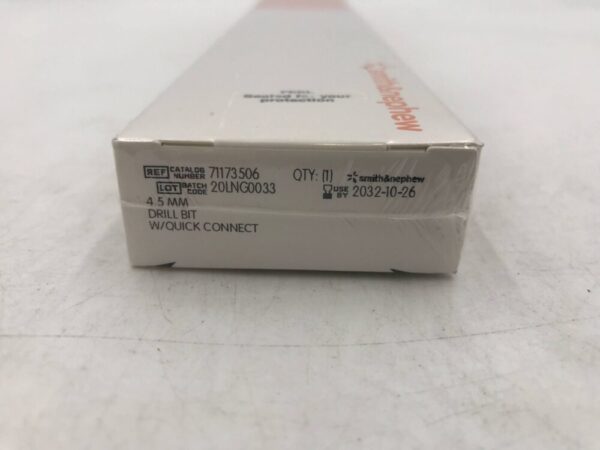 smith&nephew
Sealed for your
protection
REF CATALOG NUMBER 71173506 QTY: (1) smith&nephew
LOT BATCH CODE 20LNG0033 USE BY 2032-10-26
4.5 MM
DRILL BIT
W/QUICK CONNECT